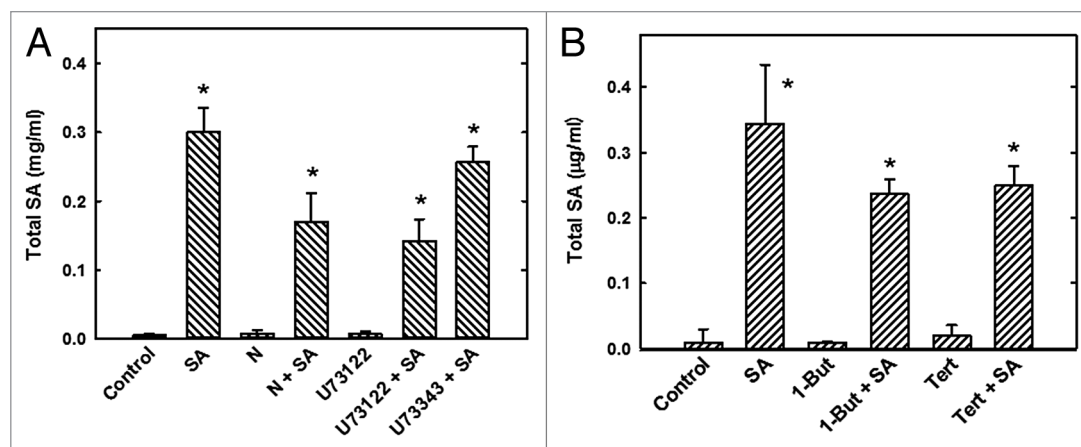 A
Total SA (mg/ml)
0.4
0.3
0.2
0.1
0.0
*
*
*
*
Control
SA
N
N + SA
U73122
U73122 + SA
U73343 + SA
B
Total SA (µg/ml)
0.4
0.3
0.2
0.1
0.0
*
*
*
Control
SA
1-But
1-But + SA
Tert
Tert + SA